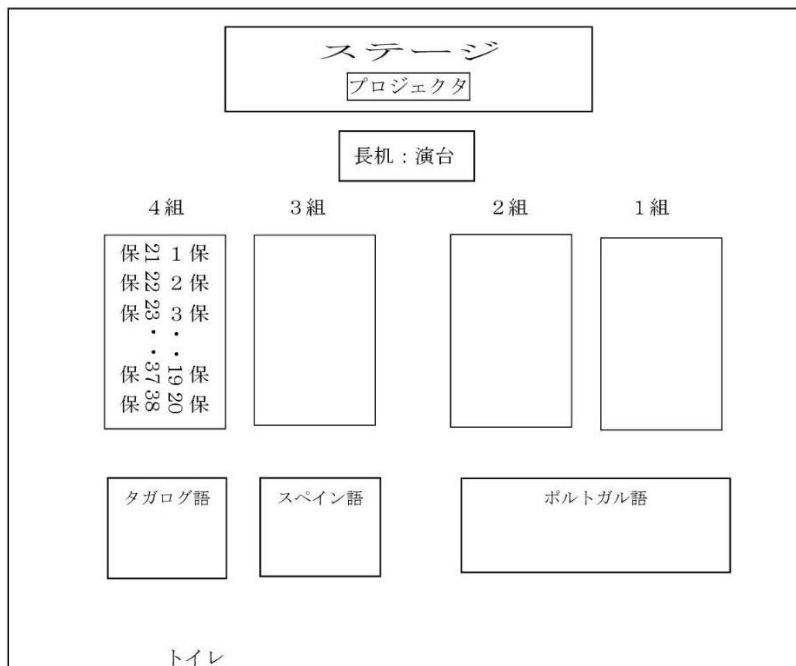 ステージ
プロジェクタ
長机：演台
４組 ３組 ２組 １組
保 21 1 保
保 22 2 保
保 23 3 保
・ ・
・ ・
保 37 19 保
保 38 20 保
タガログ語 スペイン語 ポルトガル語
トイレ